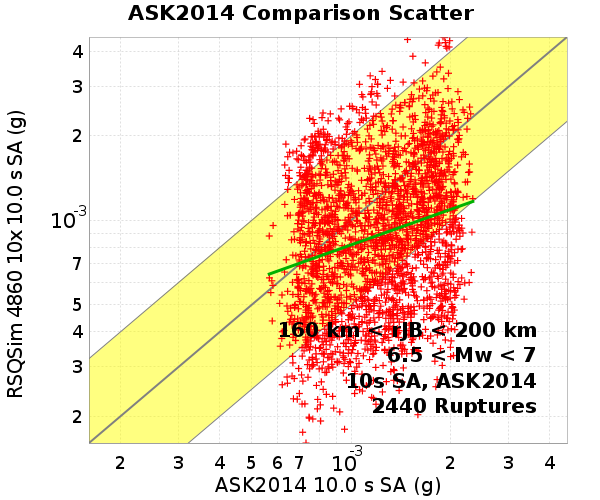 ASK2014 Comparison Scatter
RSQSim 4860 10x 10.0 s SA (g)
4
3
2
10-3
7
5
4
3
2
160 km < rJB < 200 km
6.5 < Mw < 7
10s SA, ASK2014
2440 Ruptures
2 3 4 5 6 7 10-3 2 3 4
ASK2014 10.0 s SA (g)